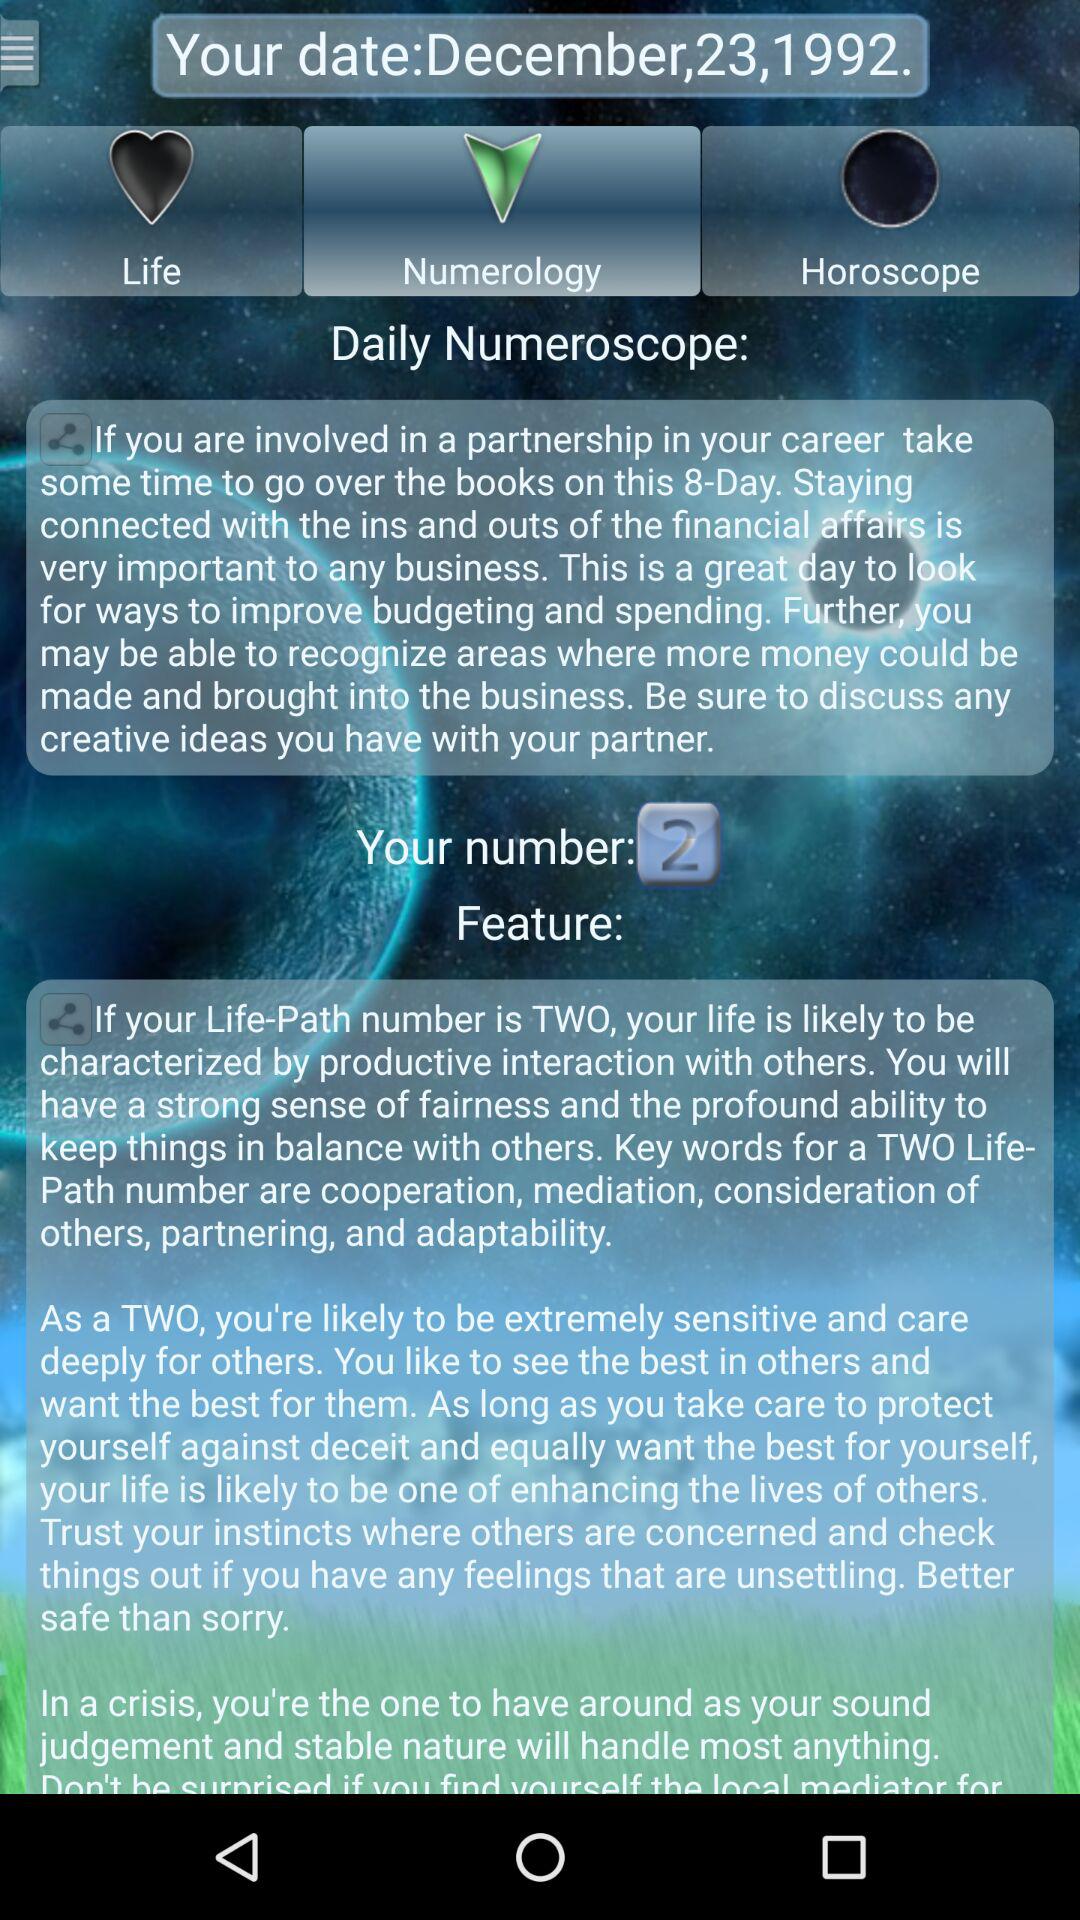 Your date:December,23,1992.
Life
Numerology
Horoscope
Daily Numeroscope:
If you are involved in a partnership in your career  take
some time to go over the books on this 8-Day. Staying
connected with the ins and outs of the financial affairs is
very important to any business. This is a great day to look
for ways to improve budgeting and spending. Further, you
may be able to recognize areas where more money could be
made and brought into the business. Be sure to discuss any
creative ideas you have with your partner.
Your number: 2
Feature:
If your Life-Path number is TWO, your life is likely to be
characterized by productive interaction with others. You will
have a strong sense of fairness and the profound ability to
keep things in balance with others. Key words for a TWO Life-
Path number are cooperation, mediation, consideration of
others, partnering, and adaptability.
As a TWO, you're likely to be extremely sensitive and care
deeply for others. You like to see the best in others and
want the best for them. As long as you take care to protect
yourself against deceit and equally want the best for yourself,
your life is likely to be one of enhancing the lives of others.
Trust your instincts where others are concerned and check
things out if you have any feelings that are unsettling. Better
safe than sorry.
In a crisis, you're the one to have around as your sound
judgement and stable nature will handle most anything.
Don't be surprised if you find yourself the local mediator for